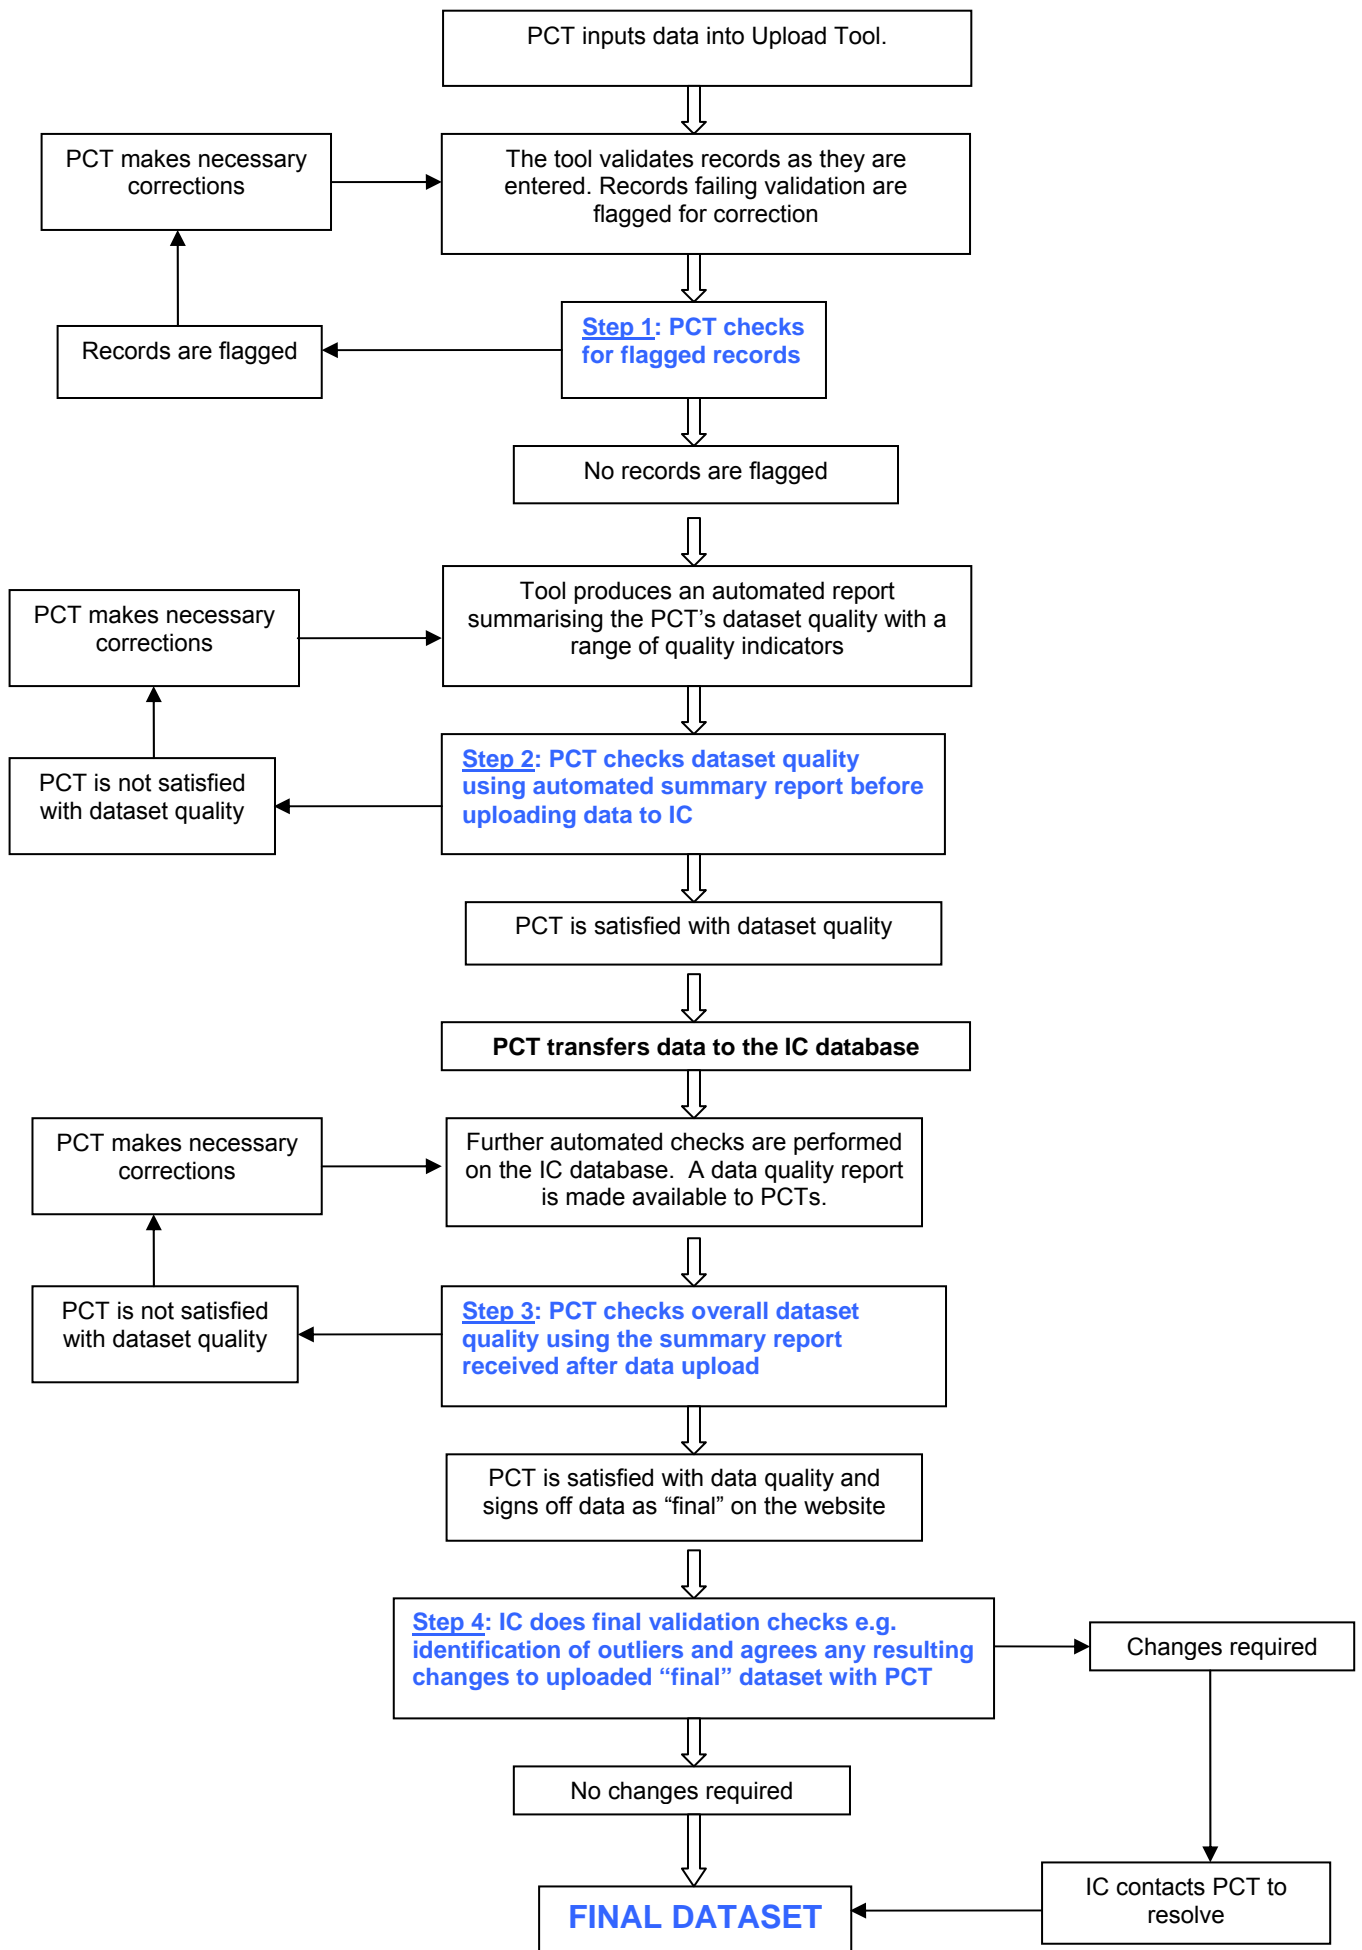 PCT inputs data into Upload Tool.
PCT makes necessary
corrections
The tool validates records as they are
entered. Records failing validation are
flagged for correction
Records are flagged
Step 1: PCT checks
for flagged records
No records are flagged
PCT makes necessary
corrections
Tool produces an automated report
summarising the PCT’s dataset quality with a
range of quality indicators
PCT is not satisfied
with dataset quality
Step 2: PCT checks dataset quality
using automated summary report before
uploading data to IC
PCT is satisfied with dataset quality
PCT transfers data to the IC database
PCT makes necessary
corrections
Further automated checks are performed
on the IC database.  A data quality report
is made available to PCTs.
PCT is not satisfied
with dataset quality
Step 3: PCT checks overall dataset
quality using the summary report
received after data upload
PCT is satisfied with data quality and
signs off data as “final” on the website
Step 4: IC does final validation checks e.g.
identification of outliers and agrees any resulting
changes to uploaded “final” dataset with PCT
Changes required
No changes required
IC contacts PCT to
resolve
FINAL DATASET